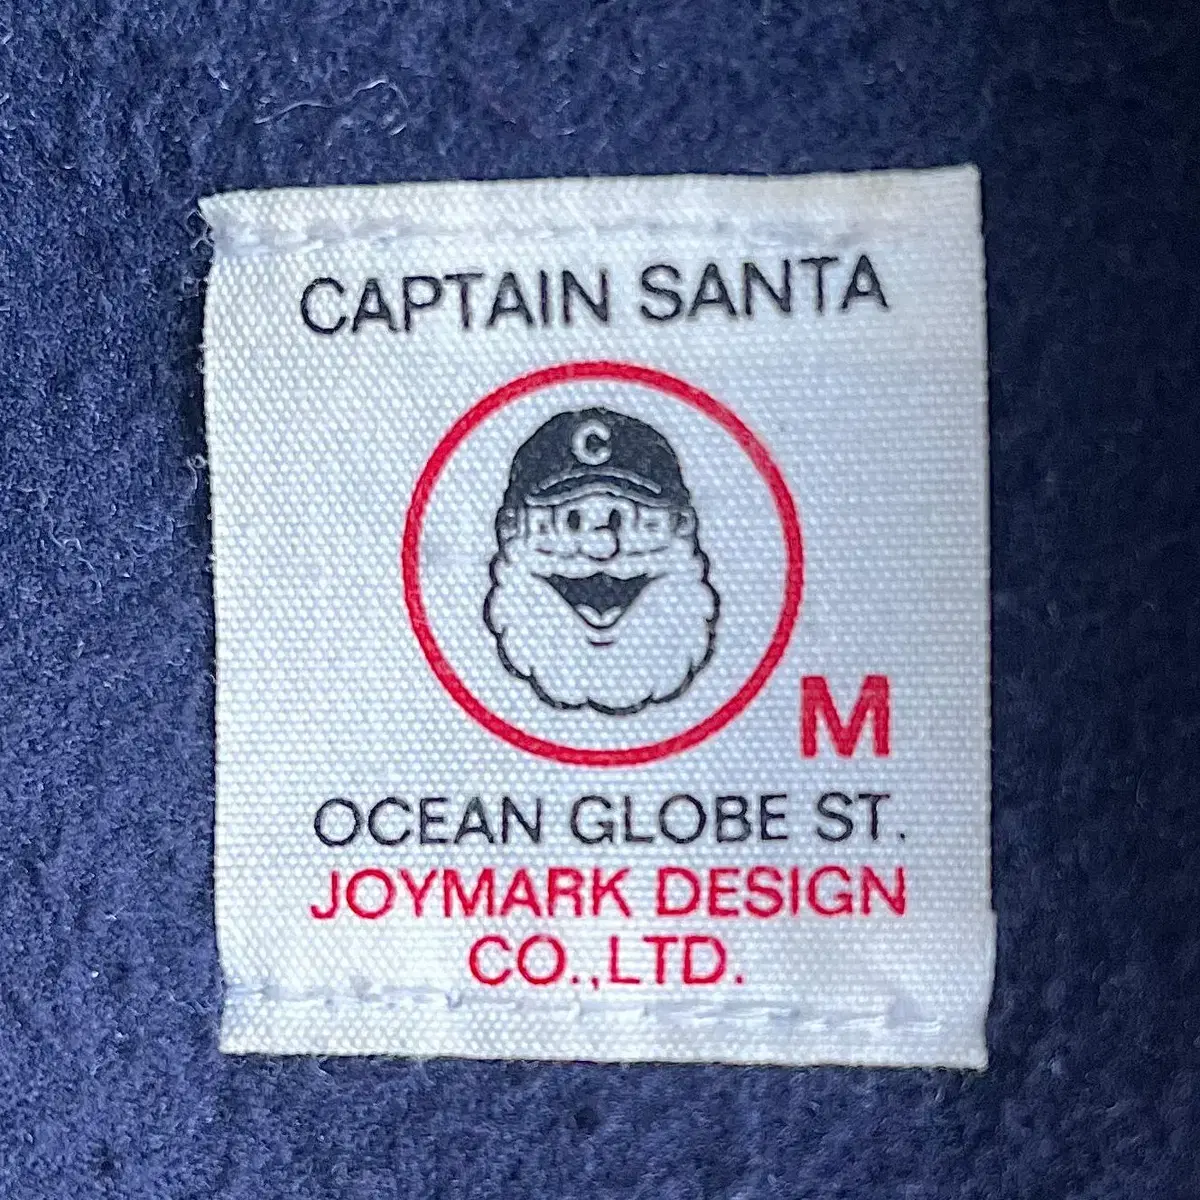 CAPTAIN SANTA
C
M
OCEAN GLOBE ST.
JOYMARK DESIGN
CO.,LTD.